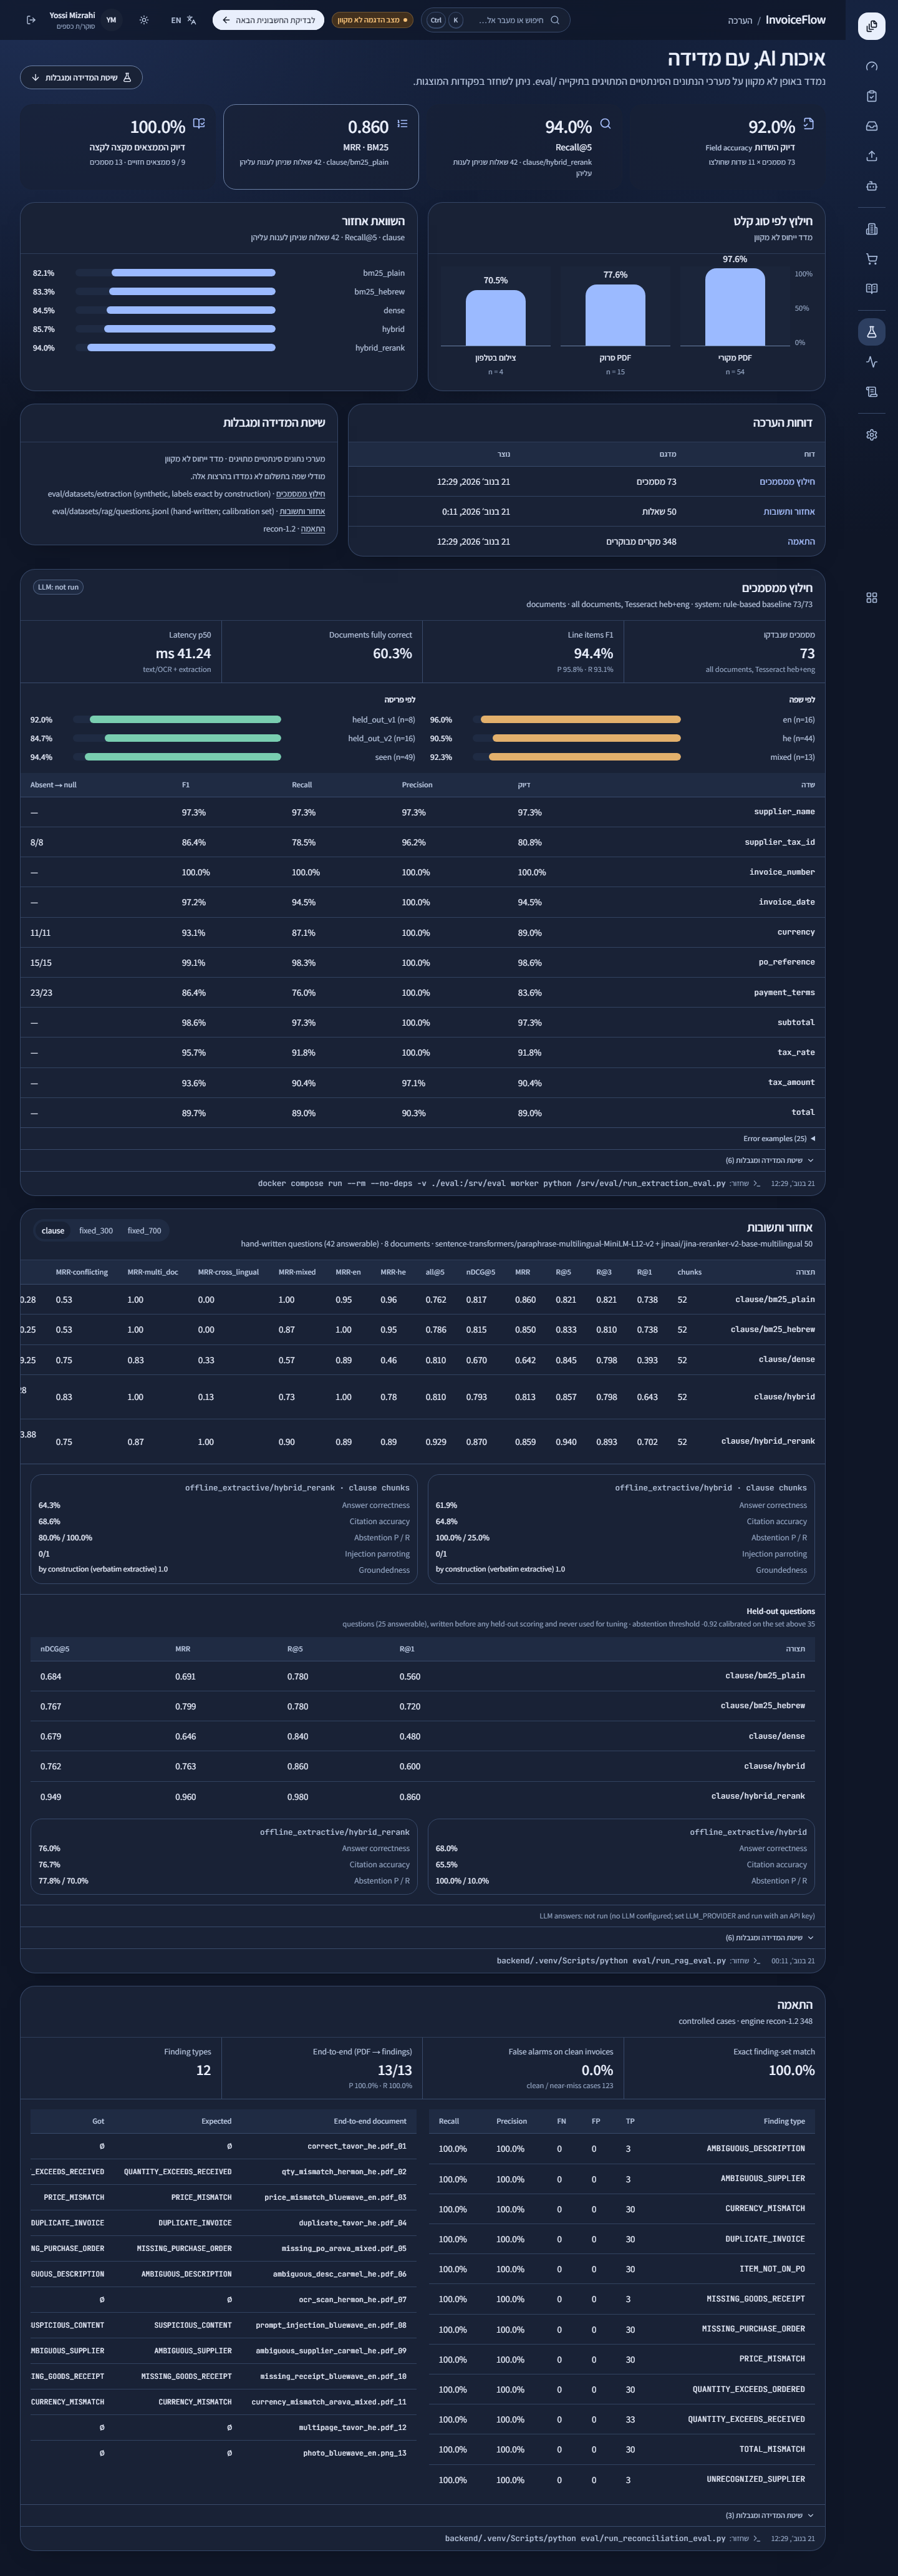 InvoiceFlow / הערכה
חיפוש או מעבר אל... Ctrl K
מצב הדגמה לא מקוון
לבדיקת החשבונית הבאה
EN
YM
Yossi Mizrahi
סוקר/ת כספים
איכות AI, עם מדידה
נמדד באופן לא מקוון על מערכי הנתונים הסינתטיים המתויגים בתיקייה eval/. ניתן לשחזר בפקודות המוצגות.
שיטת המדידה ומגבלות
92.0%
דיוק השדות Field accuracy
73 מסמכים × 11 שדות שחולצו
94.0%
Recall@5
clause/hybrid_rerank · 42 שאלות שניתן לענות עליהן
0.860
MRR · BM25
clause/bm25_plain · 42 שאלות שניתן לענות עליהן
100.0%
דיוק הממצאים מקצה לקצה
9 / 9 ממצאים חזויים · 13 מסמכים
חילוץ לפי סוג קלט
מדד ייחוס לא מקוון
100%
50%
0%
97.6%
PDF מקורי
n = 54
77.6%
PDF סרוק
n = 15
70.5%
צילום בטלפון
n = 4
השוואת אחזור
Recall@5 · clause · 42 שאלות שניתן לענות עליהן
bm25_plain 82.1%
bm25_hebrew 83.3%
dense 84.5%
hybrid 85.7%
hybrid_rerank 94.0%
דוחות הערכה
דוח מדגם נוצר
חילוץ ממסמכים 73 מסמכים 21 בנוב׳ 2026, 12:29
אחזור ותשובות 50 שאלות 21 בנוב׳ 2026, 0:11
התאמה 348 מקרים מבוקרים 21 בנוב׳ 2026, 12:29
שיטת המדידה ומגבלות
מערכי נתונים סינתטיים מתויגים · מדד ייחוס לא מקוון
מודלי שפה בתשלום לא נמדדו בהרצות אלה.
חילוץ ממסמכים · eval/datasets/extraction (synthetic, labels exact by construction)
אחזור ותשובות · eval/datasets/rag/questions.jsonl (hand-written; calibration set)
התאמה · recon-1.2
חילוץ ממסמכים
documents · all documents, Tesseract heb+eng · system: rule-based baseline 73/73
LLM: not run
מסמכים שנבדקו
73
all documents, Tesseract heb+eng
Line items F1
94.4%
P 95.8% · R 93.1%
Documents fully correct
60.3%
Latency p50
ms 41.24
text/OCR + extraction
לפי שפה
en (n=16) 96.0%
he (n=44) 90.5%
mixed (n=13) 92.3%
לפי פריסה
held_out_v1 (n=8) 92.0%
held_out_v2 (n=16) 84.7%
seen (n=49) 94.4%
שדה דיוק Precision Recall F1 Absent → null
supplier_name 97.3% 97.3% 97.3% 97.3% —
supplier_tax_id 80.8% 96.2% 78.5% 86.4% 8/8
invoice_number 100.0% 100.0% 100.0% 100.0% —
invoice_date 94.5% 100.0% 94.5% 97.2% —
currency 89.0% 100.0% 87.1% 93.1% 11/11
po_reference 98.6% 100.0% 98.3% 99.1% 15/15
payment_terms 83.6% 100.0% 76.0% 86.4% 23/23
subtotal 97.3% 100.0% 97.3% 98.6% —
tax_rate 91.8% 100.0% 91.8% 95.7% —
tax_amount 90.4% 97.1% 90.4% 93.6% —
total 89.0% 90.3% 89.0% 89.7% —
Error examples (25)
שיטת המדידה ומגבלות (6)
21 בנוב׳, 12:29 שחזור: docker compose run --rm --no-deps -v ./eval:/srv/eval worker python /srv/eval/run_extraction_eval.py
אחזור ותשובות
hand-written questions (42 answerable) · 8 documents · sentence-transformers/paraphrase-multilingual-MiniLM-L12-v2 + jinaai/jina-reranker-v2-base-multilingual 50
clause fixed_300 fixed_700
תצורה chunks R@1 R@3 R@5 MRR nDCG@5 all@5 MRR·he MRR·en MRR·mixed MRR·cross_lingual MRR·multi_doc MRR·conflicting
clause/bm25_plain 52 0.738 0.821 0.821 0.860 0.817 0.762 0.96 0.95 1.00 0.00 1.00 0.53 0.28
clause/bm25_hebrew 52 0.738 0.810 0.833 0.850 0.815 0.786 0.95 1.00 0.87 0.00 1.00 0.53 0.25
clause/dense 52 0.393 0.798 0.845 0.642 0.670 0.810 0.46 0.89 0.57 0.33 0.83 0.75 9.25
clause/hybrid 52 0.643 0.798 0.857 0.813 0.793 0.810 0.78 1.00 0.73 0.13 1.00 0.83
clause/hybrid_rerank 52 0.702 0.893 0.940 0.859 0.870 0.929 0.89 0.89 0.90 1.00 0.87 0.75 3.88
offline_extractive/hybrid · clause chunks
Answer correctness 61.9%
Citation accuracy 64.8%
Abstention P / R 100.0% / 25.0%
Injection parroting 0/1
Groundedness by construction (verbatim extractive) 1.0
offline_extractive/hybrid_rerank · clause chunks
Answer correctness 64.3%
Citation accuracy 68.6%
Abstention P / R 80.0% / 100.0%
Injection parroting 0/1
Groundedness by construction (verbatim extractive) 1.0
Held-out questions
questions (25 answerable), written before any held-out scoring and never used for tuning · abstention threshold -0.92 calibrated on the set above 35
תצורה R@1 R@5 MRR nDCG@5
clause/bm25_plain 0.560 0.780 0.691 0.684
clause/bm25_hebrew 0.720 0.780 0.799 0.767
clause/dense 0.480 0.840 0.646 0.679
clause/hybrid 0.600 0.860 0.763 0.762
clause/hybrid_rerank 0.860 0.980 0.960 0.949
offline_extractive/hybrid
Answer correctness 68.0%
Citation accuracy 65.5%
Abstention P / R 100.0% / 10.0%
offline_extractive/hybrid_rerank
Answer correctness 76.0%
Citation accuracy 76.7%
Abstention P / R 77.8% / 70.0%
LLM answers: not run (no LLM configured; set LLM_PROVIDER and run with an API key)
שיטת המדידה ומגבלות (6)
21 בנוב׳, 00:11 שחזור: backend/.venv/Scripts/python eval/run_rag_eval.py
התאמה
controlled cases · engine recon-1.2 348
Exact finding-set match
100.0%
False alarms on clean invoices
0.0%
clean / near-miss cases 123
End-to-end (PDF → findings)
13/13
P 100.0% · R 100.0%
Finding types
12
Finding type TP FP FN Precision Recall
AMBIGUOUS_DESCRIPTION 3 0 0 100.0% 100.0%
AMBIGUOUS_SUPPLIER 3 0 0 100.0% 100.0%
CURRENCY_MISMATCH 30 0 0 100.0% 100.0%
DUPLICATE_INVOICE 30 0 0 100.0% 100.0%
ITEM_NOT_ON_PO 30 0 0 100.0% 100.0%
MISSING_GOODS_RECEIPT 3 0 0 100.0% 100.0%
MISSING_PURCHASE_ORDER 30 0 0 100.0% 100.0%
PRICE_MISMATCH 30 0 0 100.0% 100.0%
QUANTITY_EXCEEDS_ORDERED 30 0 0 100.0% 100.0%
QUANTITY_EXCEEDS_RECEIVED 33 0 0 100.0% 100.0%
TOTAL_MISMATCH 30 0 0 100.0% 100.0%
UNRECOGNIZED_SUPPLIER 3 0 0 100.0% 100.0%
End-to-end document Expected Got
correct_tavor_he.pdf_01 ∅ ∅
qty_mismatch_hermon_he.pdf_02 QUANTITY_EXCEEDS_RECEIVED _EXCEEDS_RECEIVED
price_mismatch_bluewave_en.pdf_03 PRICE_MISMATCH PRICE_MISMATCH
duplicate_tavor_he.pdf_04 DUPLICATE_INVOICE DUPLICATE_INVOICE
missing_po_arava_mixed.pdf_05 MISSING_PURCHASE_ORDER NG_PURCHASE_ORDER
ambiguous_desc_carmel_he.pdf_06 AMBIGUOUS_DESCRIPTION GUOUS_DESCRIPTION
ocr_scan_hermon_he.pdf_07 ∅ ∅
prompt_injection_bluewave_en.pdf_08 SUSPICIOUS_CONTENT USPICIOUS_CONTENT
ambiguous_supplier_carmel_he.pdf_09 AMBIGUOUS_SUPPLIER MBIGUOUS_SUPPLIER
missing_receipt_bluewave_en.pdf_10 MISSING_GOODS_RECEIPT ING_GOODS_RECEIPT
currency_mismatch_arava_mixed.pdf_11 CURRENCY_MISMATCH CURRENCY_MISMATCH
multipage_tavor_he.pdf_12 ∅ ∅
photo_bluewave_en.png_13 ∅ ∅
שיטת המדידה ומגבלות (3)
21 בנוב׳, 12:29 שחזור: backend/.venv/Scripts/python eval/run_reconciliation_eval.py